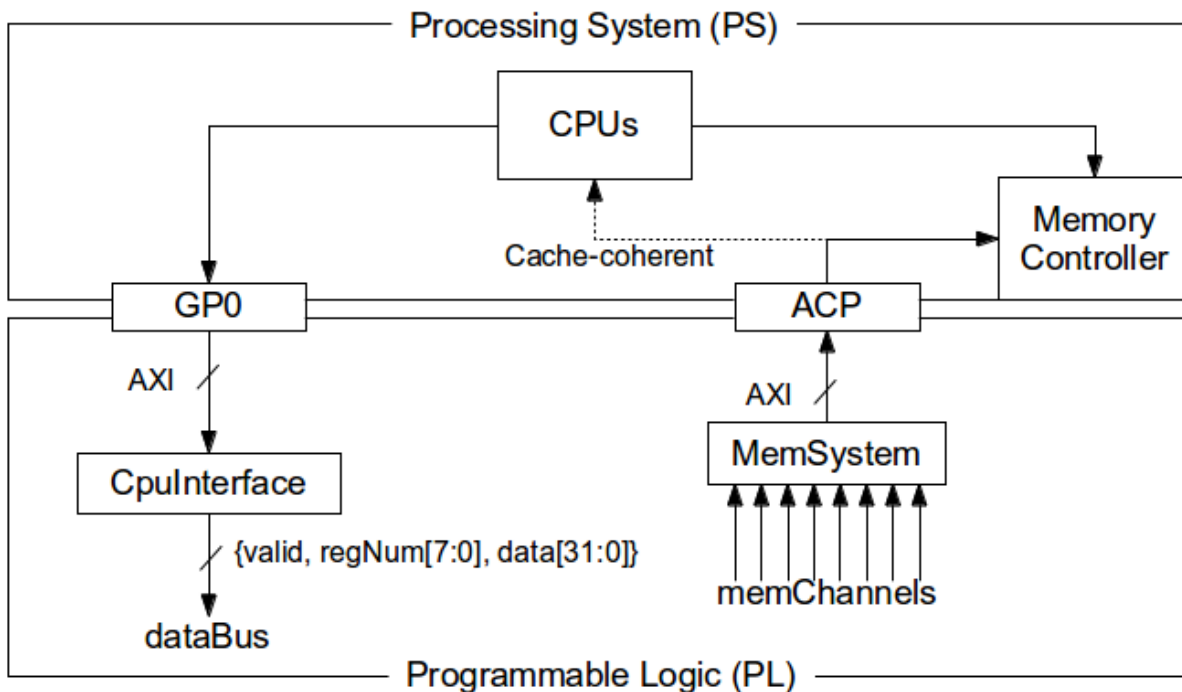 Processing System (PS)
CPUs
Memory
Controller
Cache-coherent
GP0
ACP
AXI
AXI
MemSystem
CpuInterface
{valid, regNum[7:0], data[31:0]}
memChannels
dataBus
Programmable Logic (PL)